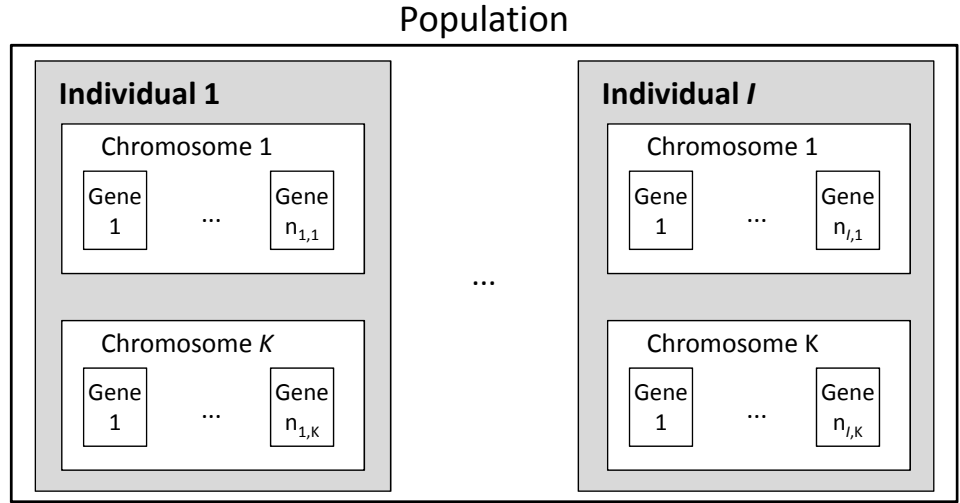 Population
Individual 1
Chromosome 1
Gene
1
...
Gene
n1,1
Chromosome K
Gene
1
...
Gene
n1,K
...
Individual I
Chromosome 1
Gene
1
...
Gene
nI,1
Chromosome K
Gene
1
...
Gene
nI,K